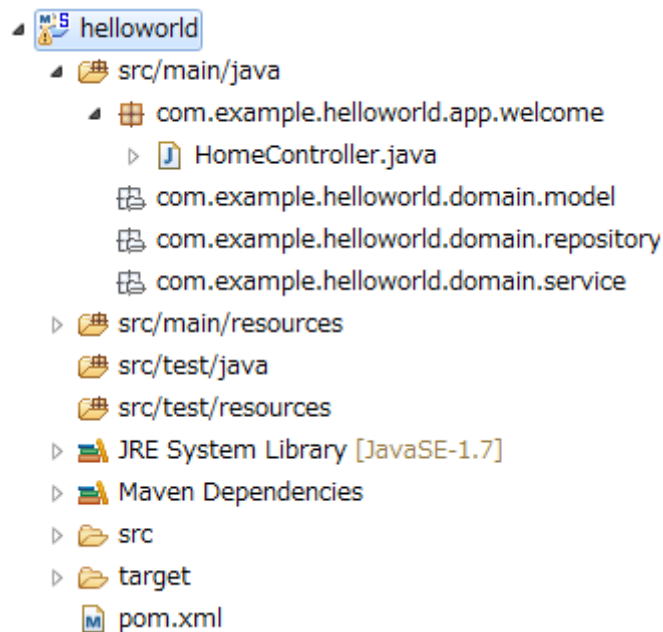 helloworld
src/main/java
com.example.helloworld.app.welcome
HomeController.java
com.example.helloworld.domain.model
com.example.helloworld.domain.repository
com.example.helloworld.domain.service
src/main/resources
src/test/java
src/test/resources
JRE System Library [JavaSE-1.7]
Maven Dependencies
src
target
pom.xml